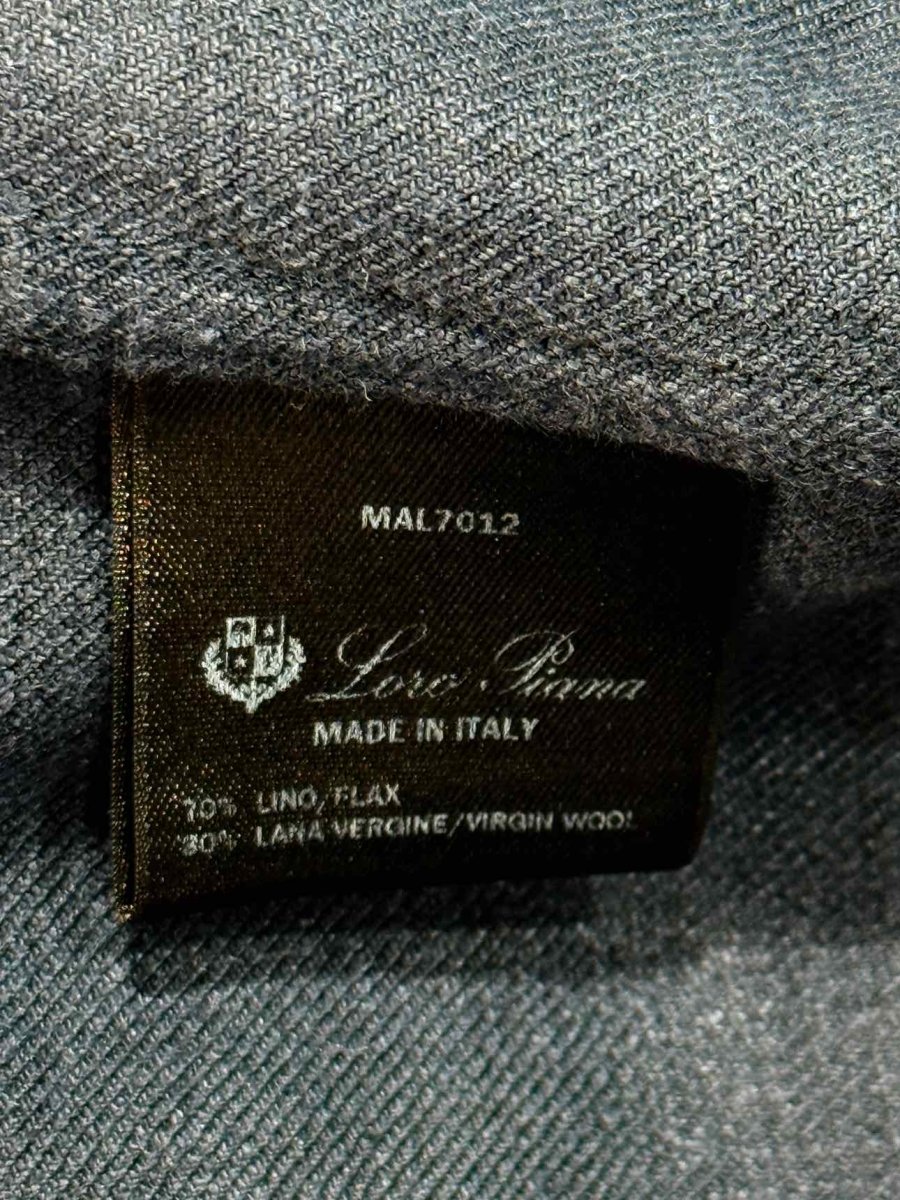 MAL7012
Loro Piana
MADE IN ITALY
70% LINO/FLAX
30% LANA VERGINE/VIRGIN WOOL